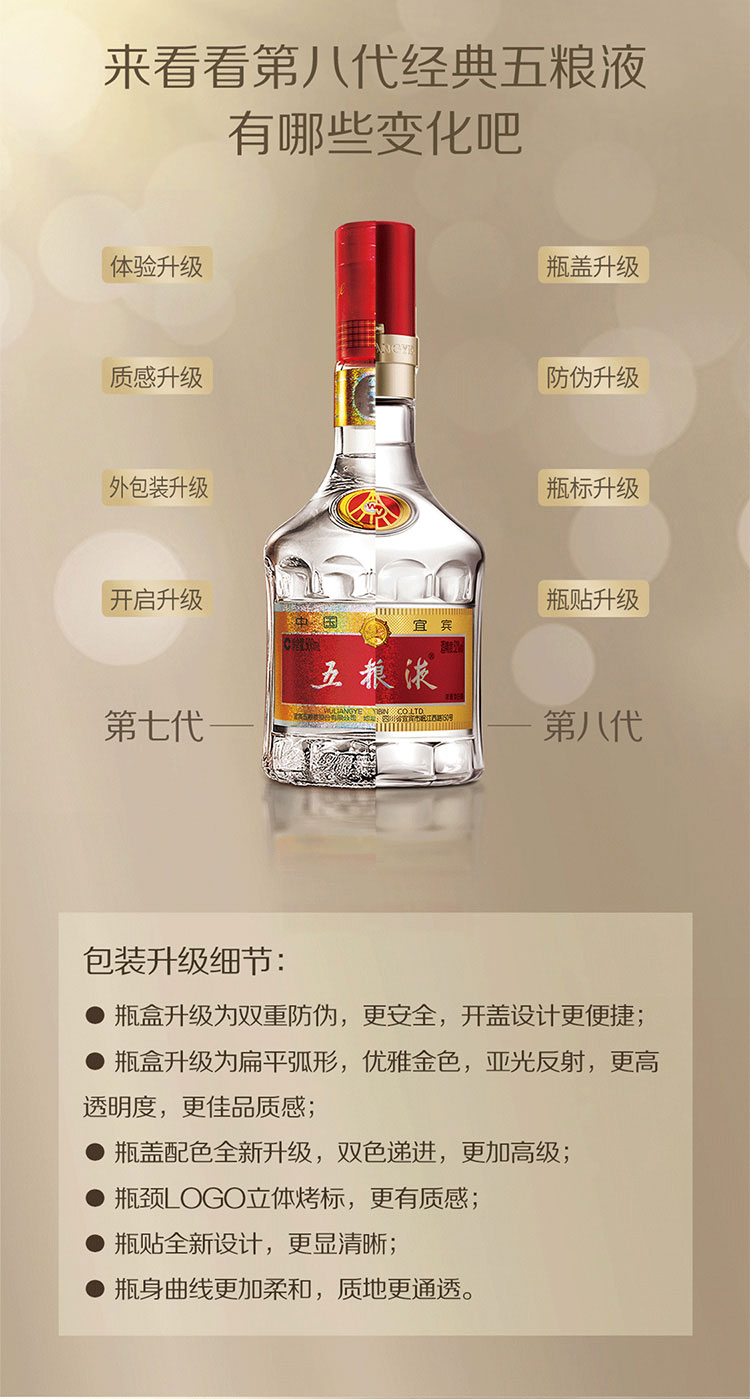 来看看第八代经典五粮液
有哪些变化吧
体验升级
瓶盖升级
质感升级
防伪升级
外包装升级
瓶标升级
开启升级
瓶贴升级
中国 宜宾
五粮液
WULIANGYE YIBIN CO.,LTD.
第七代
第八代
包装升级细节：
● 瓶盒升级为双重防伪，更安全，开盖设计更便捷；
● 瓶盒升级为扁平弧形，优雅金色，亚光反射，更高
透明度，更佳品质感；
● 瓶盖配色全新升级，双色递进，更加高级；
● 瓶颈LOGO立体烤标，更有质感；
● 瓶贴全新设计，更显清晰；
● 瓶身曲线更加柔和，质地更通透。